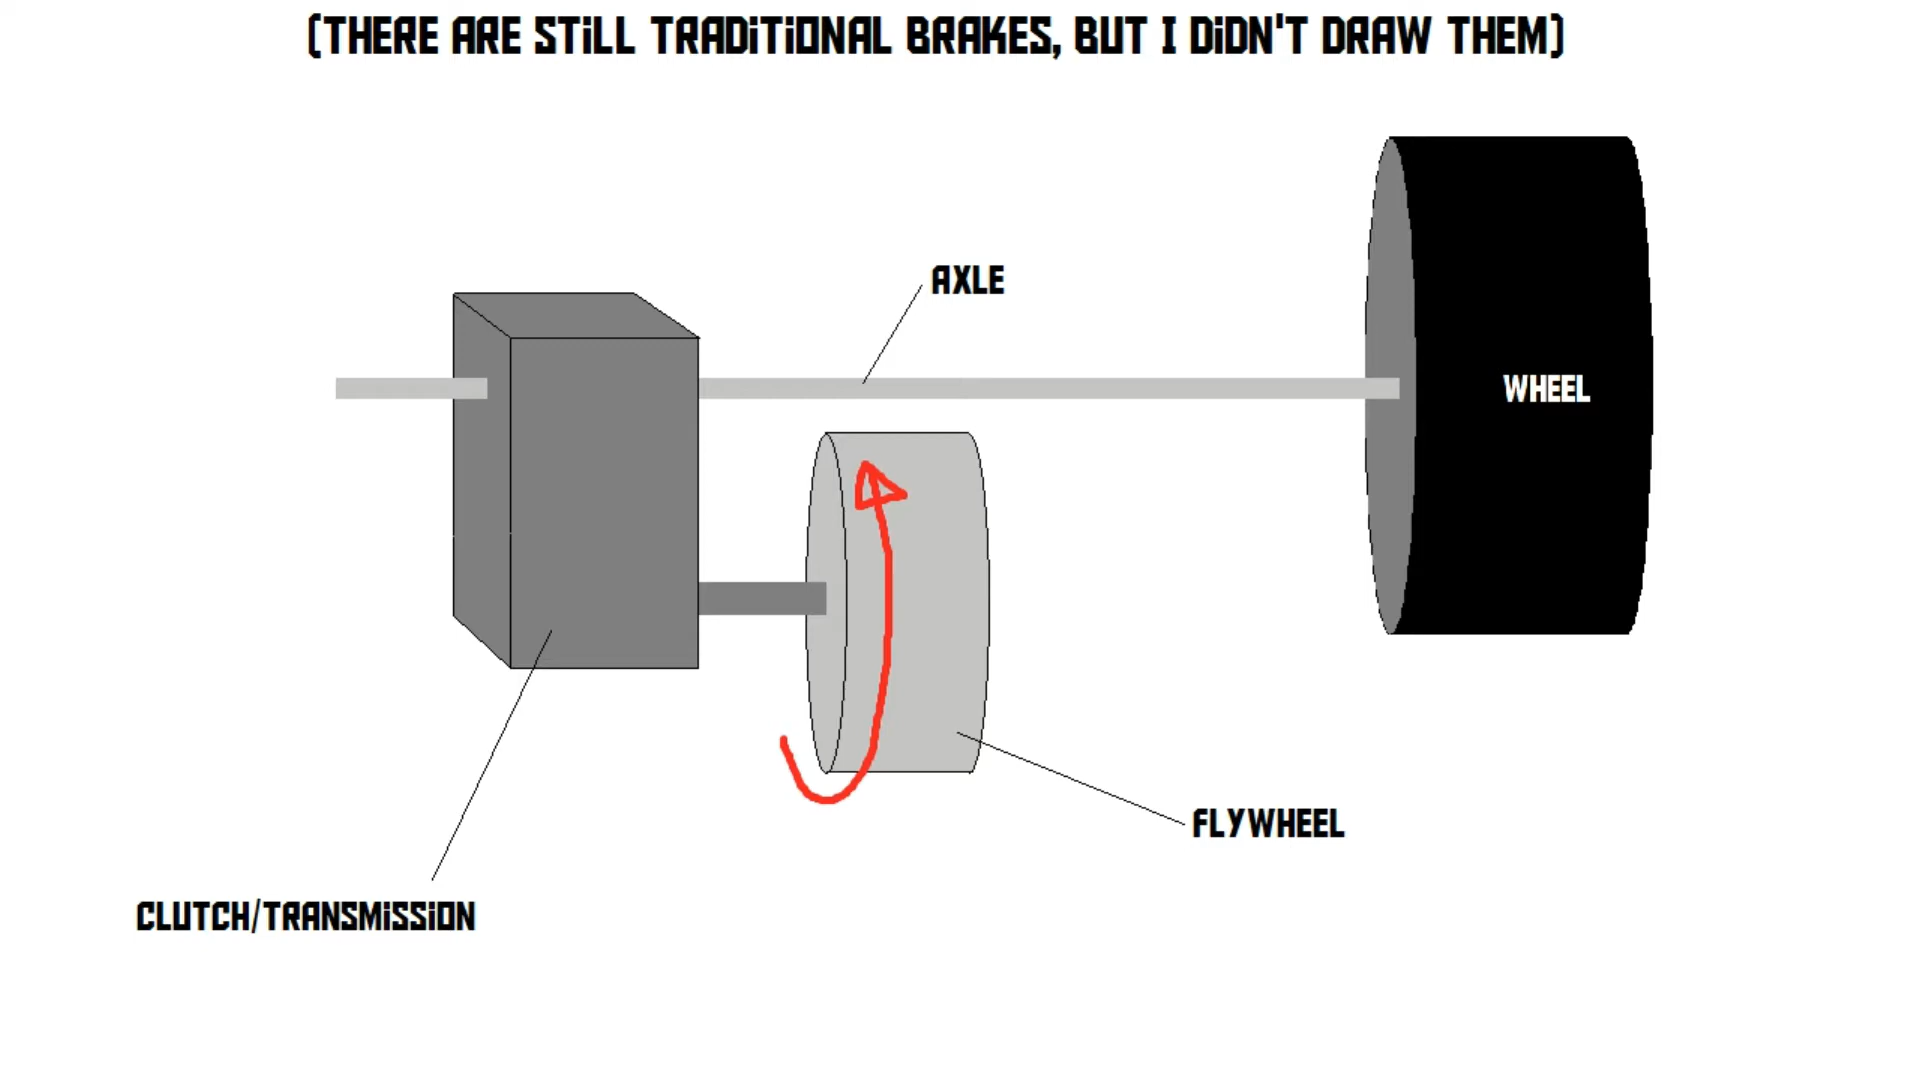 (THERE ARE STiLL TRADiTiONAL BRAKES, BUT I DiDN'T DRAW THEM)
AXLE
WHEEL
FLYWHEEL
CLUTCH/TRANSMiSSiON